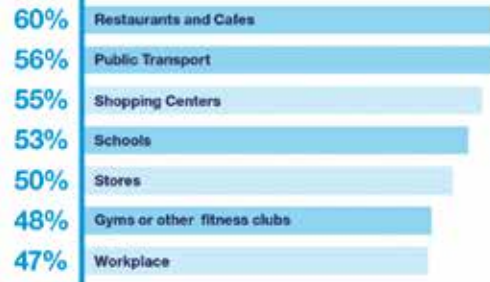 60% Restaurants and Cafes
56% Public Transport
55% Shopping Centers
53% Schools
50% Stores
48% Gyms or other fitness clubs
47% Workplace